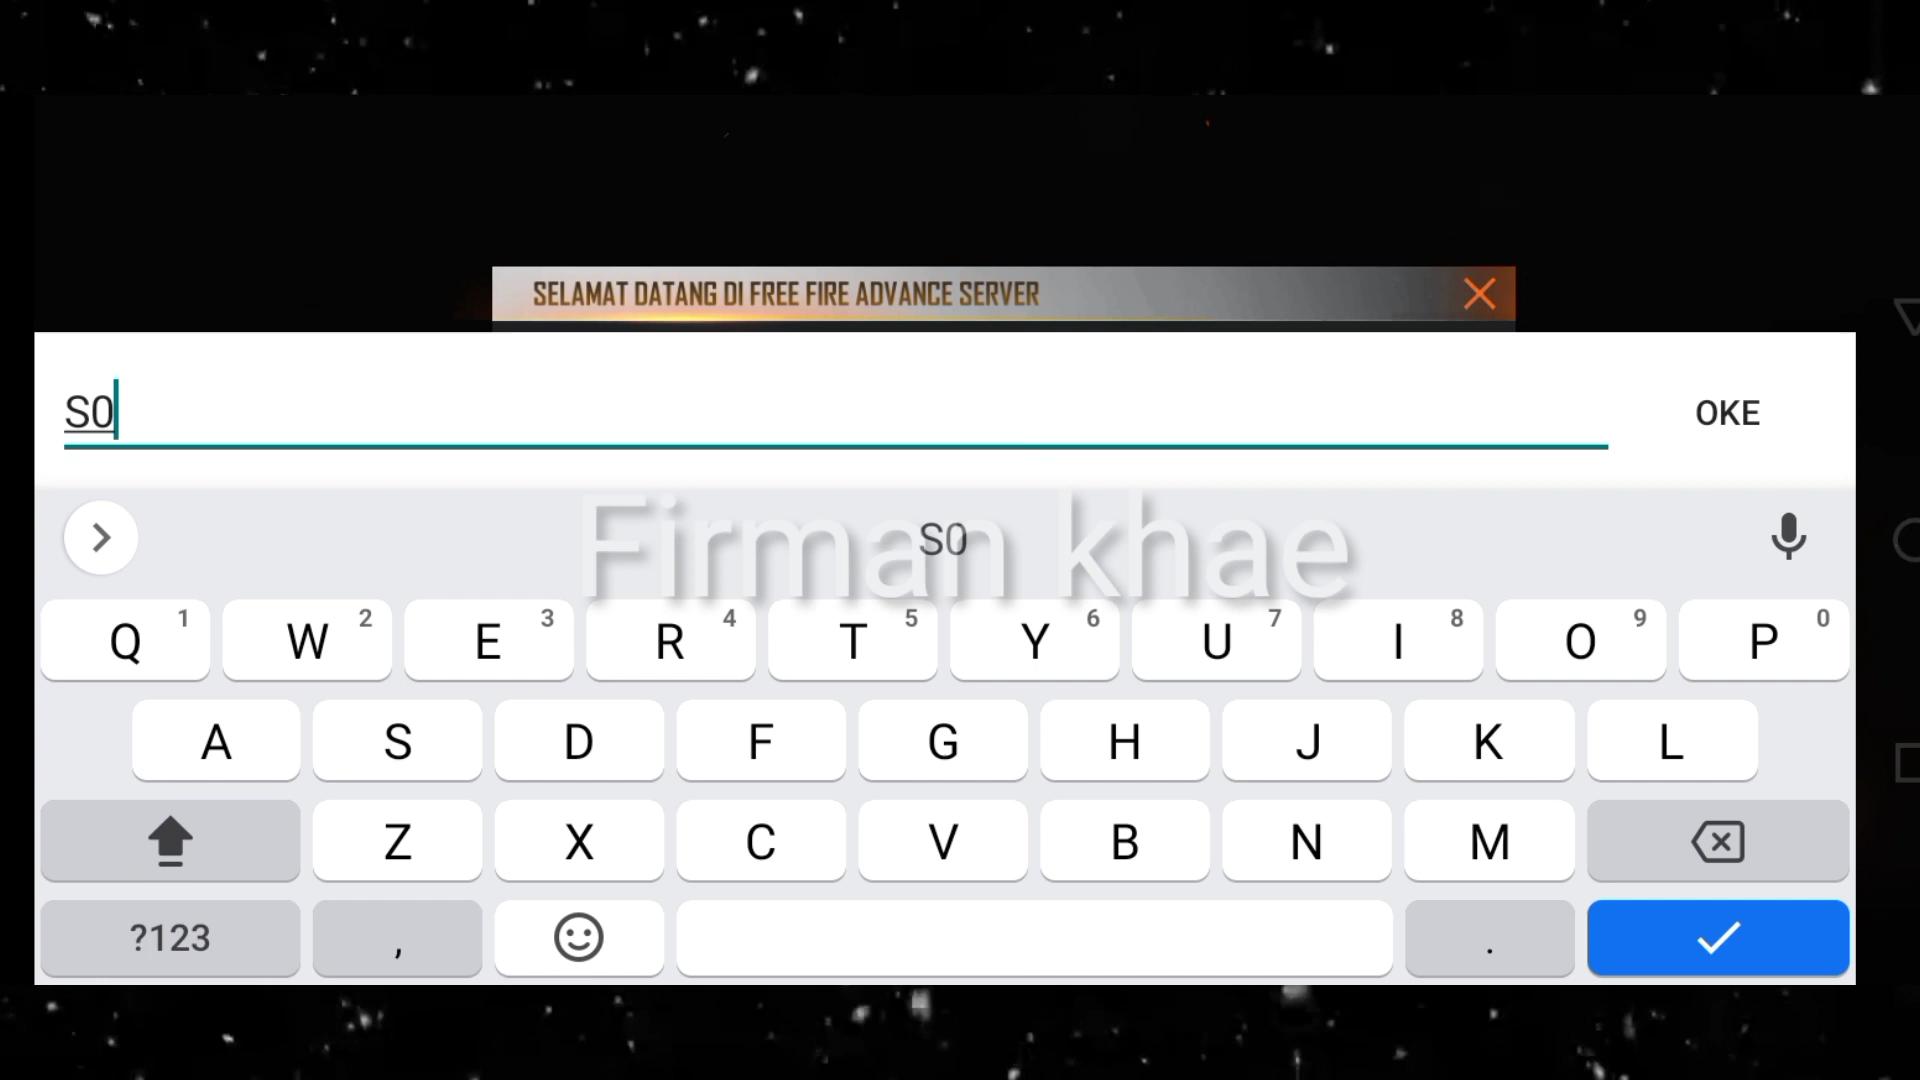 SELAMAT DATANG DI FREE FIRE ADVANCE SERVER
S0
OKE
S0
Firman khae
Q 1 W 2 E 3 R 4 T 5 Y 6 U 7 I 8 O 9 P 0
A S D F G H J K L
Z X C V B N M
?123 , .